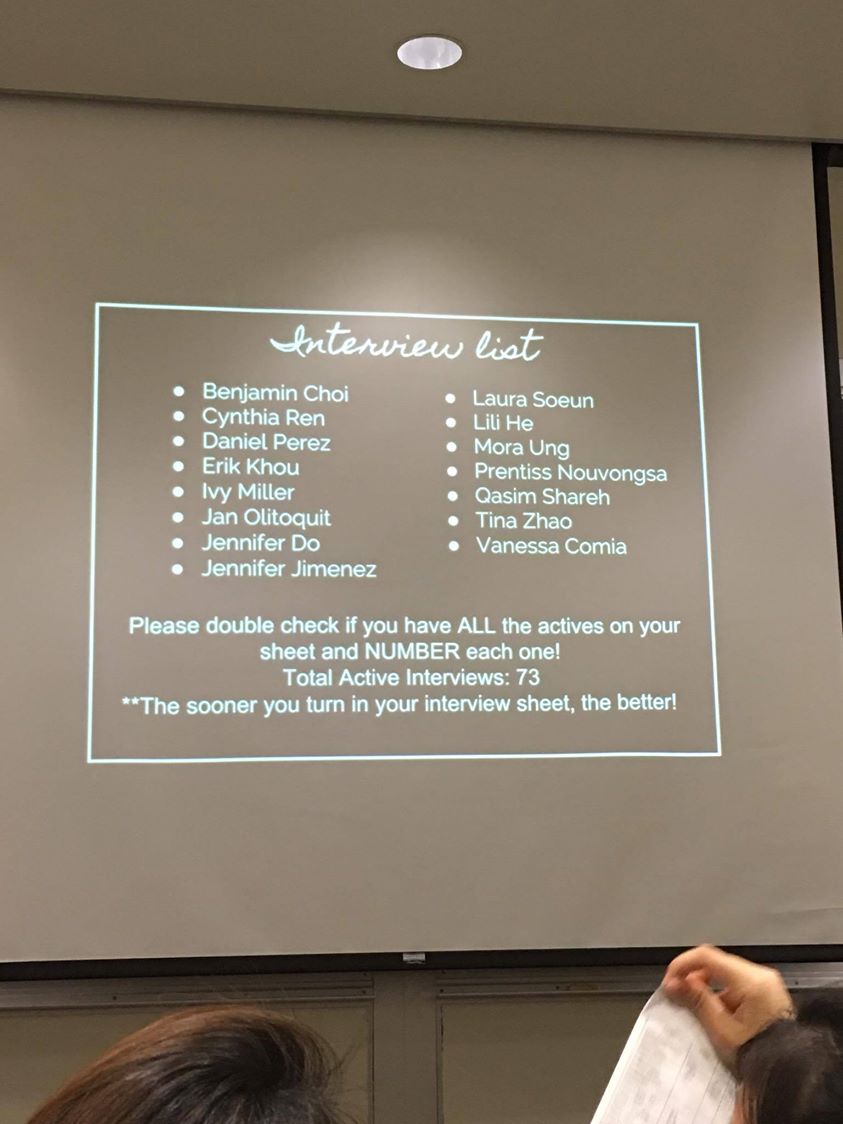 Interview list
● Benjamin Choi
● Cynthia Ren
● Daniel Perez
● Erik Khou
● Ivy Miller
● Jan Olitoquit
● Jennifer Do
● Jennifer Jimenez
● Laura Soeun
● Lili He
● Mora Ung
● Prentiss Nouvongsa
● Qasim Shareh
● Tina Zhao
● Vanessa Comia
Please double check if you have ALL the actives on your
sheet and NUMBER each one!
Total Active Interviews: 73
**The sooner you turn in your interview sheet, the better!